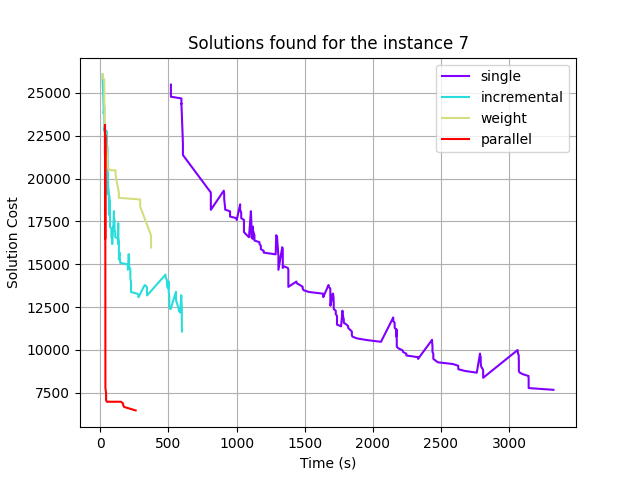 Solutions found for the instance 7
single
incremental
weight
parallel
25000
22500
20000
17500
15000
12500
10000
7500
Solution Cost
0 500 1000 1500 2000 2500 3000
Time (s)